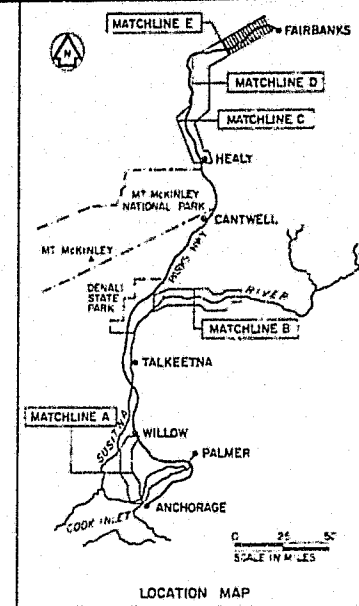 MATCHLINE E
FAIRBANKS
N
MATCHLINE D
MATCHLINE C
HEALY
MT McKINLEY
NATIONAL PARK
CANTWELL
MT McKINLEY
PARKS HWY
DENALI
STATE
PARK
RIVER
MATCHLINE B
TALKEETNA
MATCHLINE A
SUSITNA
WILLOW
PALMER
ANCHORAGE
COOK INLET
0 25 50
SCALE IN MILES
LOCATION MAP